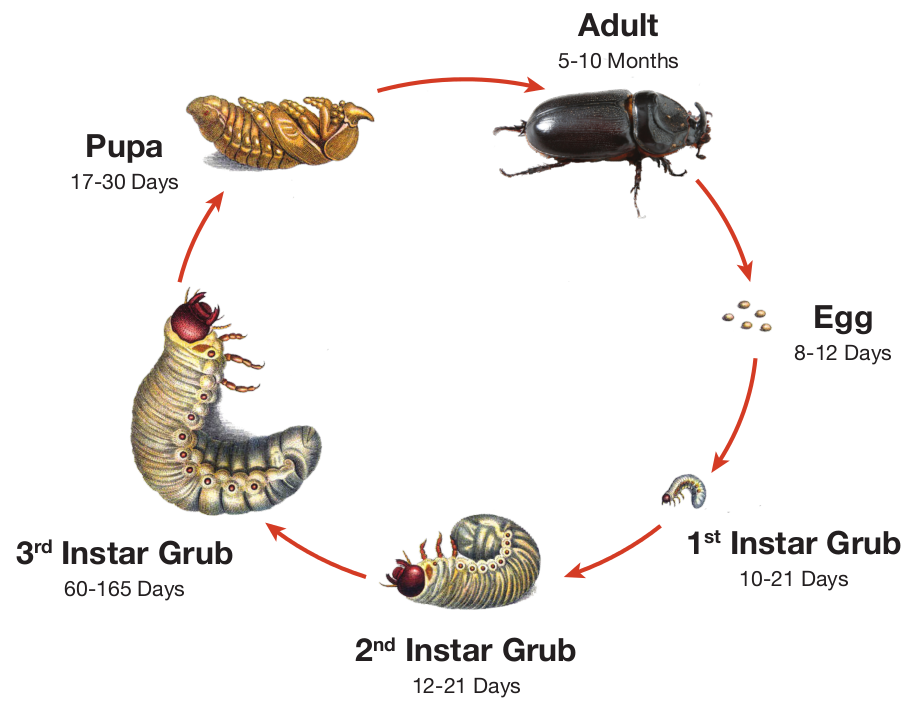 Adult
5-10 Months
Egg
8-12 Days
1st Instar Grub
10-21 Days
2nd Instar Grub
12-21 Days
3rd Instar Grub
60-165 Days
Pupa
17-30 Days